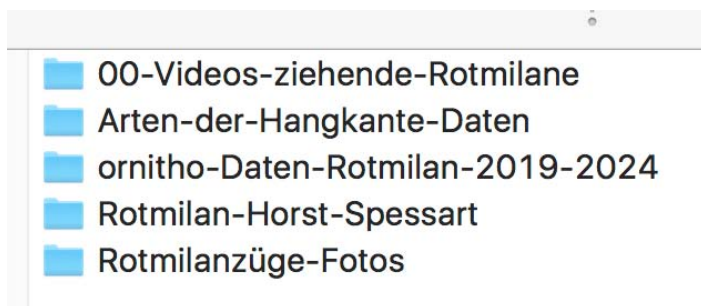 00-Videos-ziehende-Rotmilane
Arten-der-Hangkante-Daten
ornitho-Daten-Rotmilan-2019-2024
Rotmilan-Horst-Spessart
Rotmilanzüge-Fotos